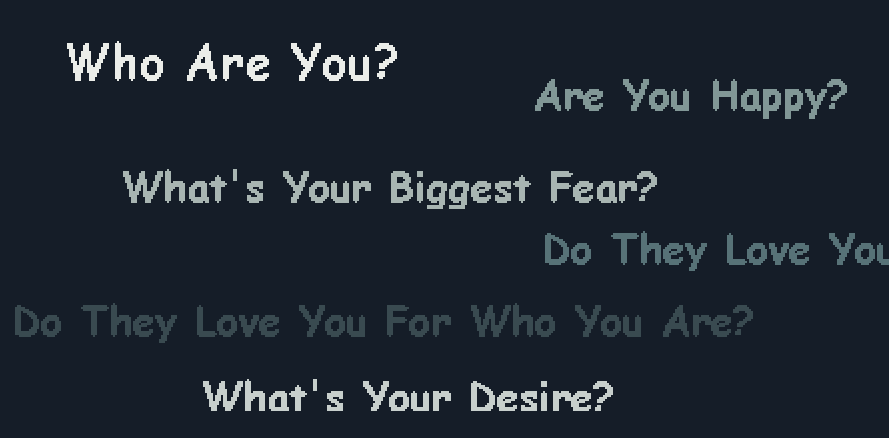 Who Are You?
Are You Happy?
What's Your Biggest Fear?
Do They Love You
Do They Love You For Who You Are?
What's Your Desire?